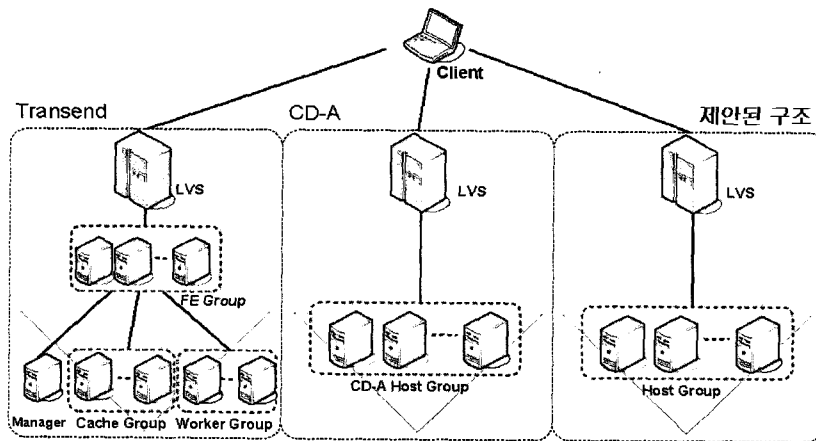 Client
Transend
CD-A
제안된 구조
LVS
LVS
LVS
FE Group
CD-A Host Group
Host Group
Manager
Cache Group
Worker Group